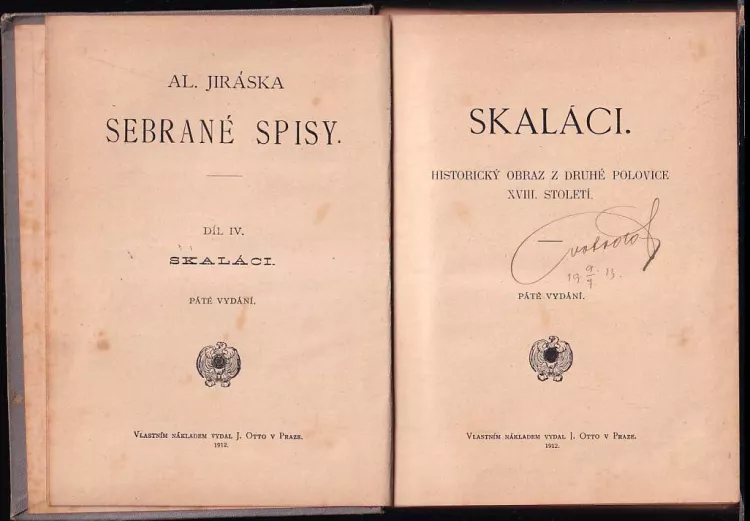 AL. JIRÁSKA
SEBRANÉ SPISY.
DÍL IV.
SKALÁCI.
PÁTÉ VYDÁNÍ.
Vlastním nákladem vydal J. Otto v Praze.
1912.
SKALÁCI.
HISTORICKÝ OBRAZ Z DRUHÉ POLOVICE
XVIII. STOLETÍ.
19 9/7 13.
PÁTÉ VYDÁNÍ.
Vlastním nákladem vydal J. Otto v Praze.
1912.